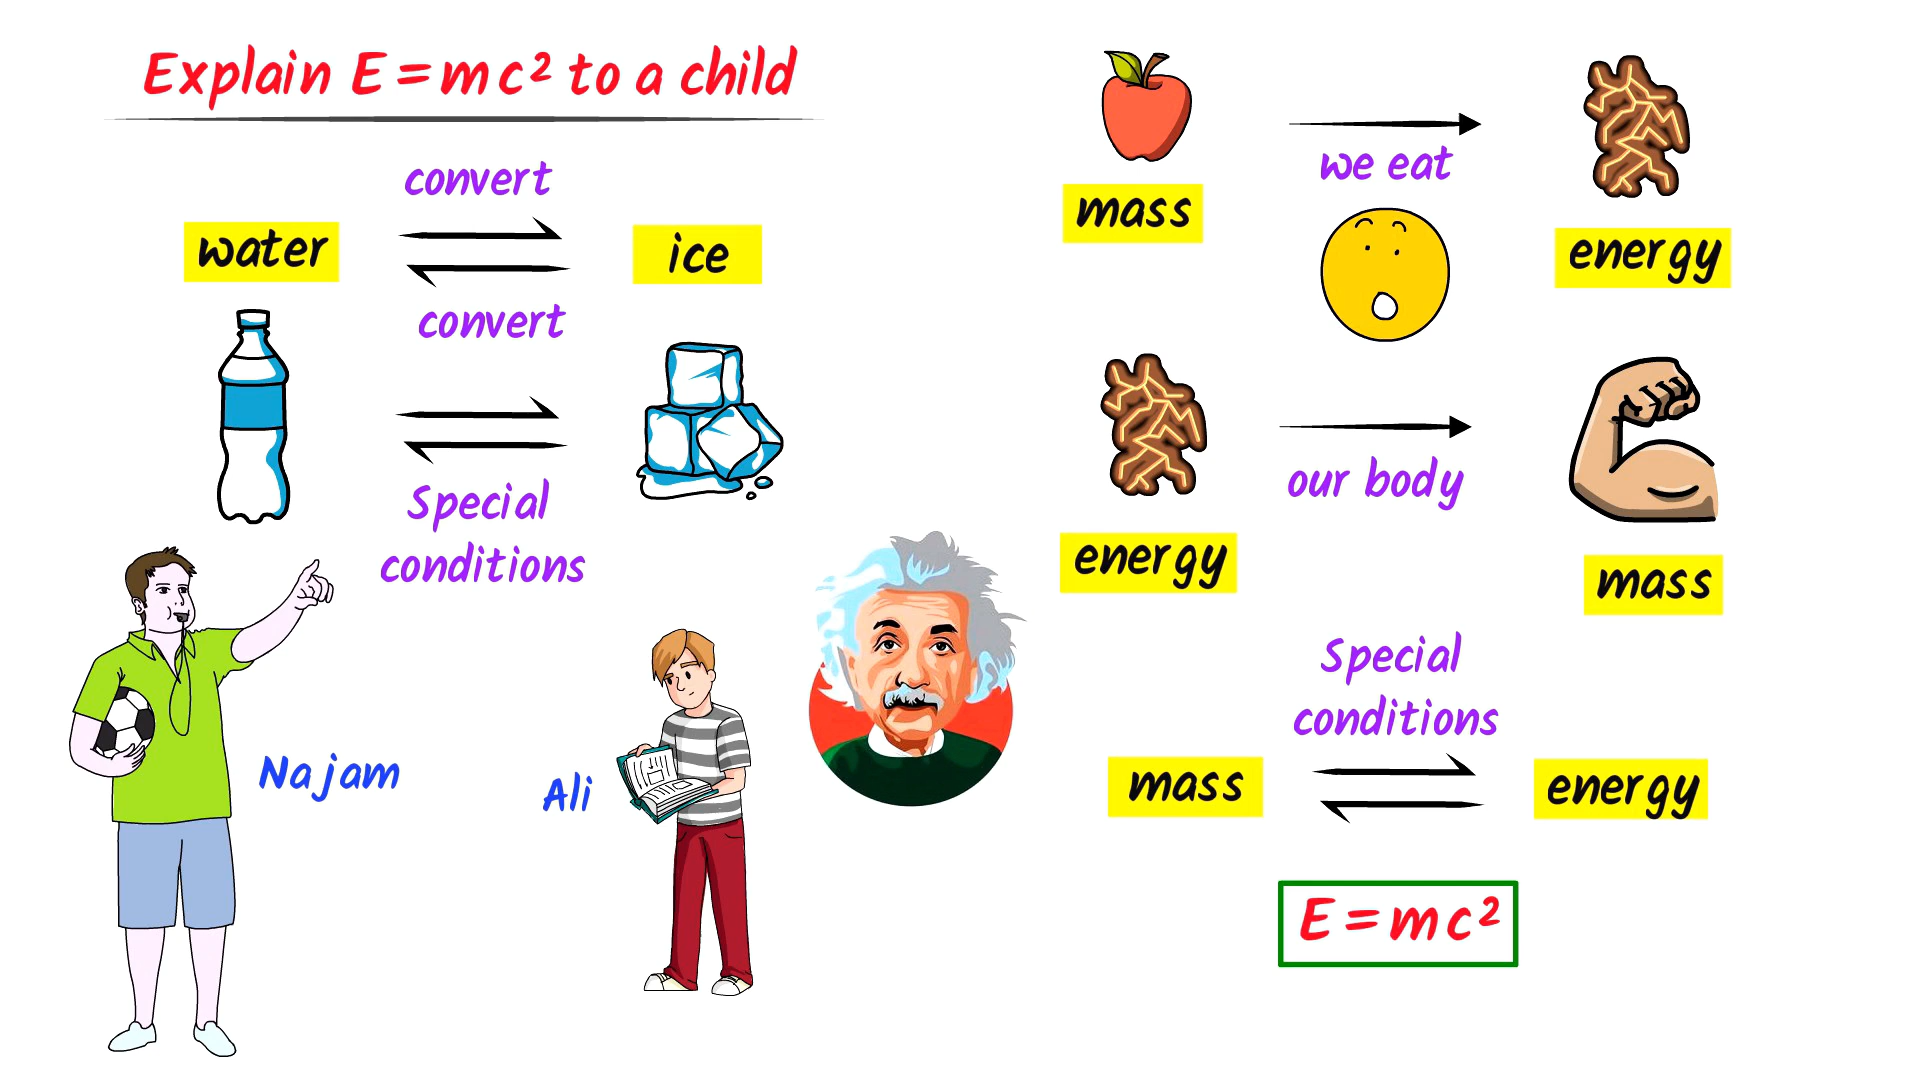 Explain E=mc² to a child
convert
water
ice
convert
Special
conditions
Najam
Ali
we eat
mass
energy
our body
energy
mass
Special
conditions
mass
energy
E=mc²